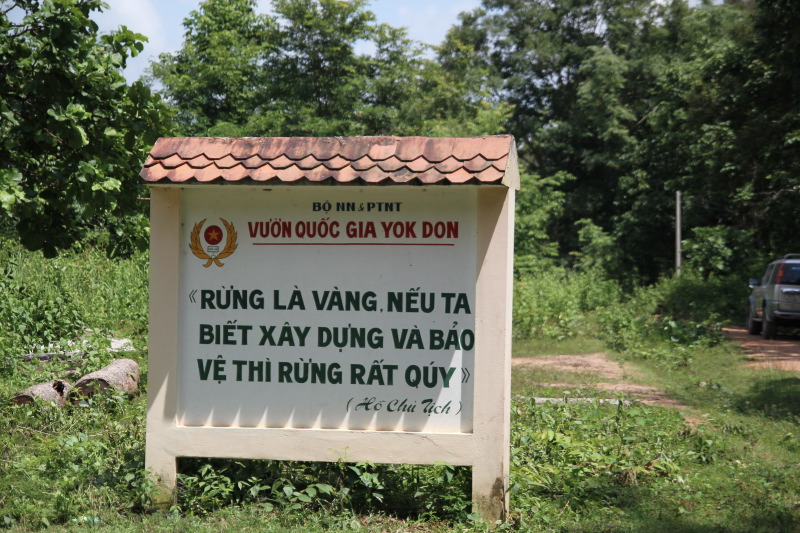 BỘ NN & PTNT
VƯỜN QUỐC GIA YOK DON
《RỪNG LÀ VÀNG, NẾU TA
BIẾT XÂY DỰNG VÀ BẢO
VỆ THÌ RỪNG RẤT QÚY》
(Hồ Chủ Tịch)